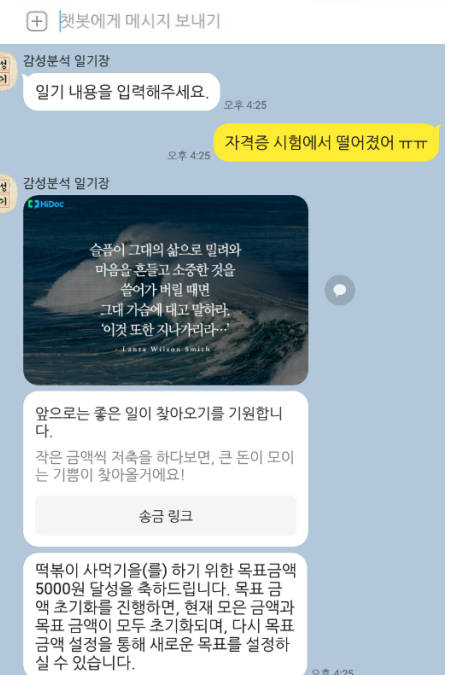 챗봇에게 메시지 보내기
감성분석 일기장
일기 내용을 입력해주세요.
오후 4:25
자격증 시험에서 떨어졌어 ㅠㅠ
오후 4:25
감성분석 일기장
HiDoc
슬픔이 그대의 삶으로 밀려와
마음을 흔들고 소중한 것을
쓸어가 버릴 때면
그대 가슴에 대고 말하라,
'이것 또한 지나가리라…'
- Lanta Wilson Smith -
앞으로는 좋은 일이 찾아오기를 기원합니
다.
작은 금액씩 저축을 하다보면, 큰 돈이 모이
는 기쁨이 찾아올거에요!
송금 링크
떡볶이 사먹기을(를) 하기 위한 목표금액
5000원 달성을 축하드립니다. 목표 금
액 초기화를 진행하면, 현재 모은 금액과
목표 금액이 모두 초기화되며, 다시 목표
금액 설정을 통해 새로운 목표를 설정하
실 수 있습니다.
오후 4:25